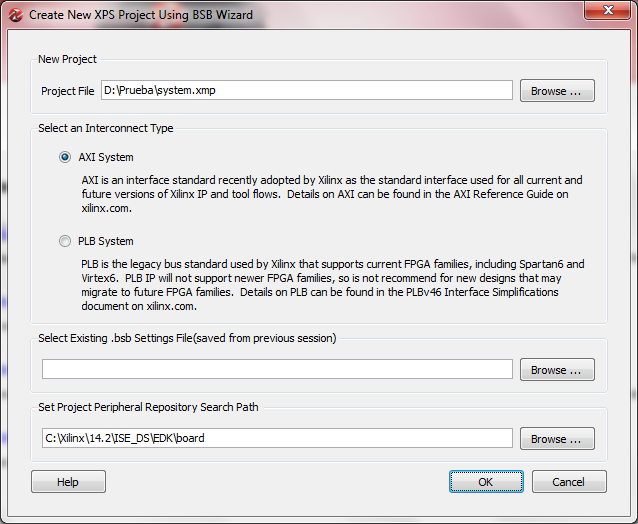 Create New XPS Project Using BSB Wizard
New Project
Project File D:\Prueba\system.xmp Browse ...
Select an Interconnect Type
AXI System
AXI is an interface standard recently adopted by Xilinx as the standard interface used for all current and
future versions of Xilinx IP and tool flows.  Details on AXI can be found in the AXI Reference Guide on
xilinx.com.
PLB System
PLB is the legacy bus standard used by Xilinx that supports current FPGA families, including Spartan6 and
Virtex6.  PLB IP will not support newer FPGA families, so is not recommend for new designs that may
migrate to future FPGA families.  Details on PLB can be found in the PLBv46 Interface Simplifications
document on xilinx.com.
Select Existing .bsb Settings File(saved from previous session)
Browse ...
Set Project Peripheral Repository Search Path
C:\Xilinx\14.2\ISE_DS\EDK\board Browse ...
Help OK Cancel